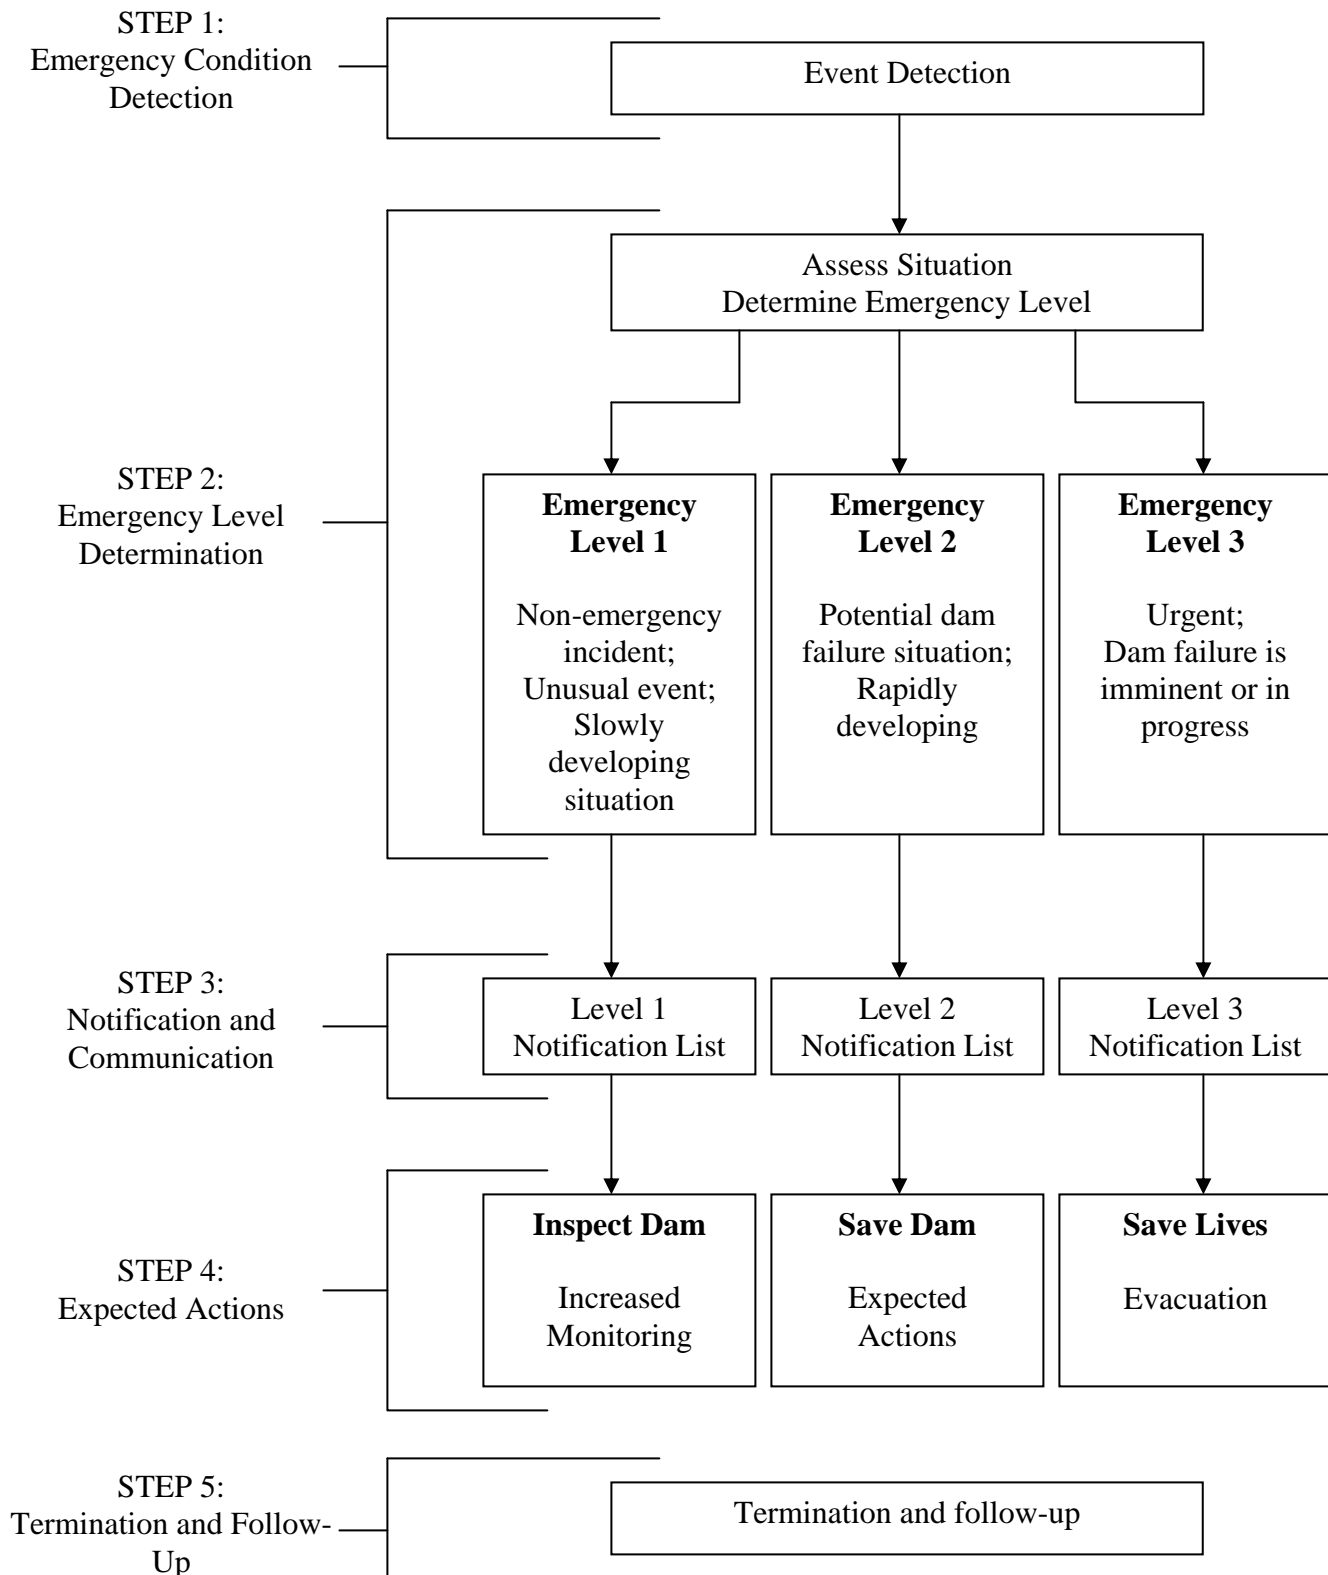 STEP 1:
Emergency Condition
Detection
Event Detection
Assess Situation
Determine Emergency Level
STEP 2:
Emergency Level
Determination
Emergency
Level 1
Non-emergency
incident;
Unusual event;
Slowly
developing
situation
Emergency
Level 2
Potential dam
failure situation;
Rapidly
developing
Emergency
Level 3
Urgent;
Dam failure is
imminent or in
progress
STEP 3:
Notification and
Communication
Level 1
Notification List
Level 2
Notification List
Level 3
Notification List
STEP 4:
Expected Actions
Inspect Dam
Increased
Monitoring
Save Dam
Expected
Actions
Save Lives
Evacuation
STEP 5:
Termination and Follow-
Up
Termination and follow-up